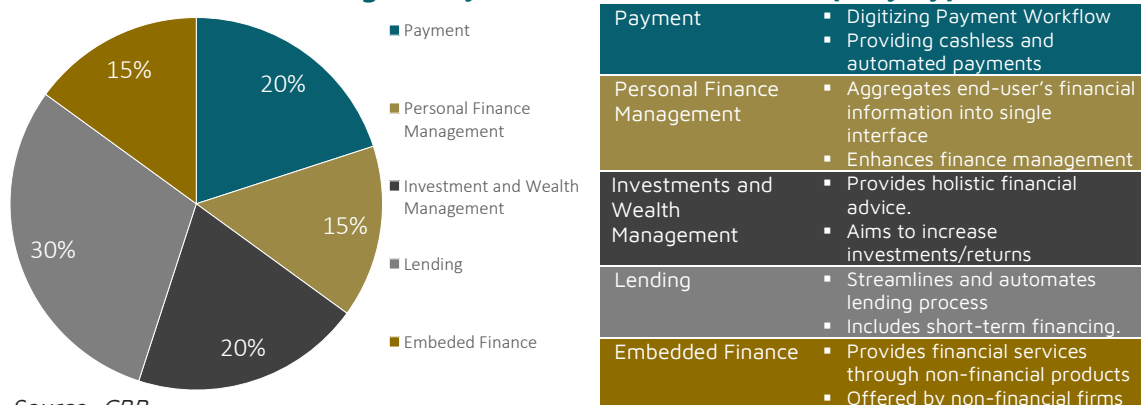 Payment
Personal Finance
Management
Investment and Wealth
Management
Lending
Embeded Finance
15%
20%
15%
30%
20%
Payment
▪ Digitizing Payment Workflow
▪ Providing cashless and
automated payments
Personal Finance
Management
▪ Aggregates end-user's financial
information into single
interface
▪ Enhances finance management
Investments and
Wealth
Management
▪ Provides holistic financial
advice.
▪ Aims to increase
investments/returns
Lending
▪ Streamlines and automates
lending process
▪ Includes short-term financing.
Embedded Finance
▪ Provides financial services
through non-financial products
▪ Offered by non-financial firms